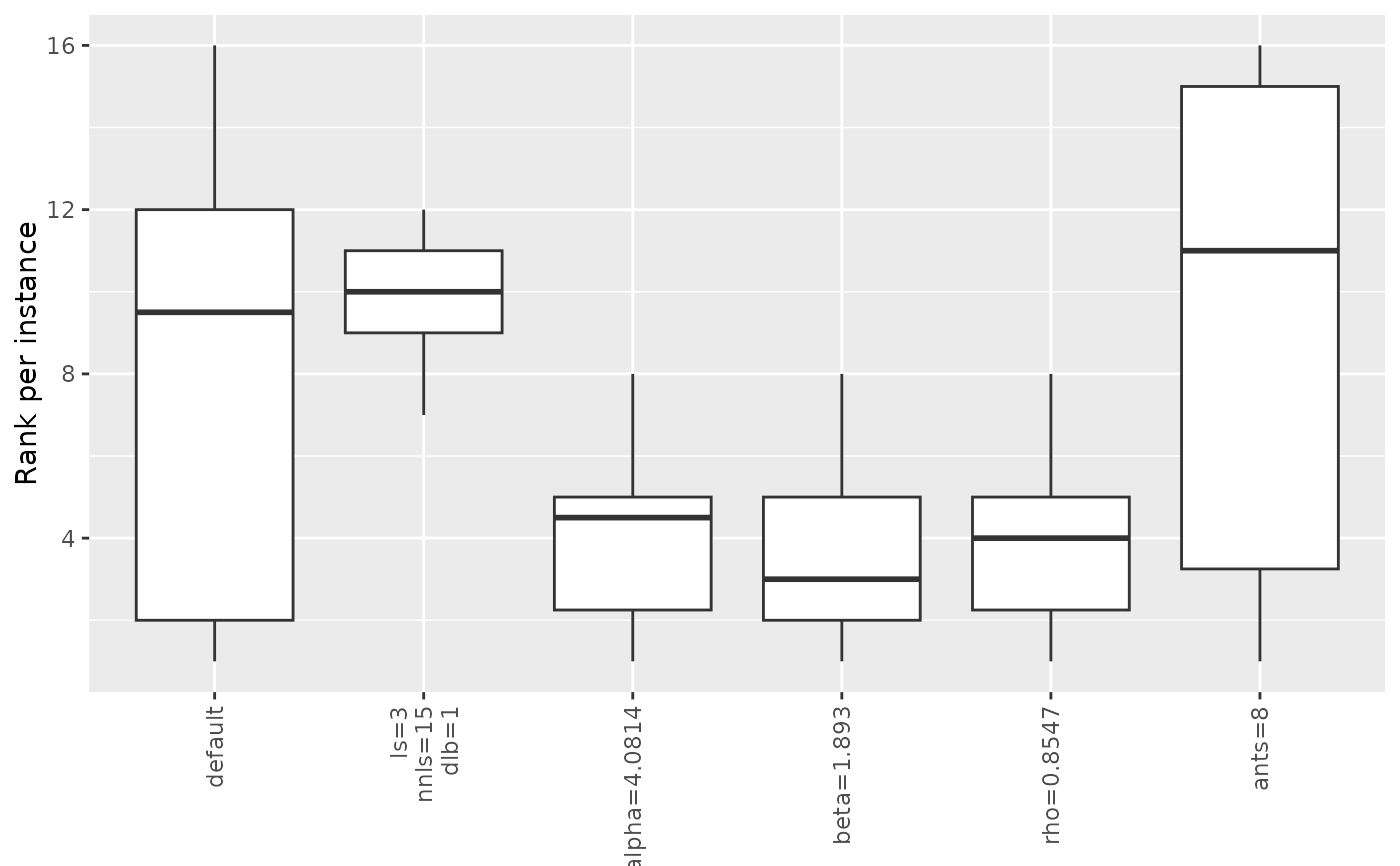 Rank per instance
16
12
8
4
default
ls=3
nnls=15
dlb=1
alpha=4.0814
beta=1.893
rho=0.8547
ants=8